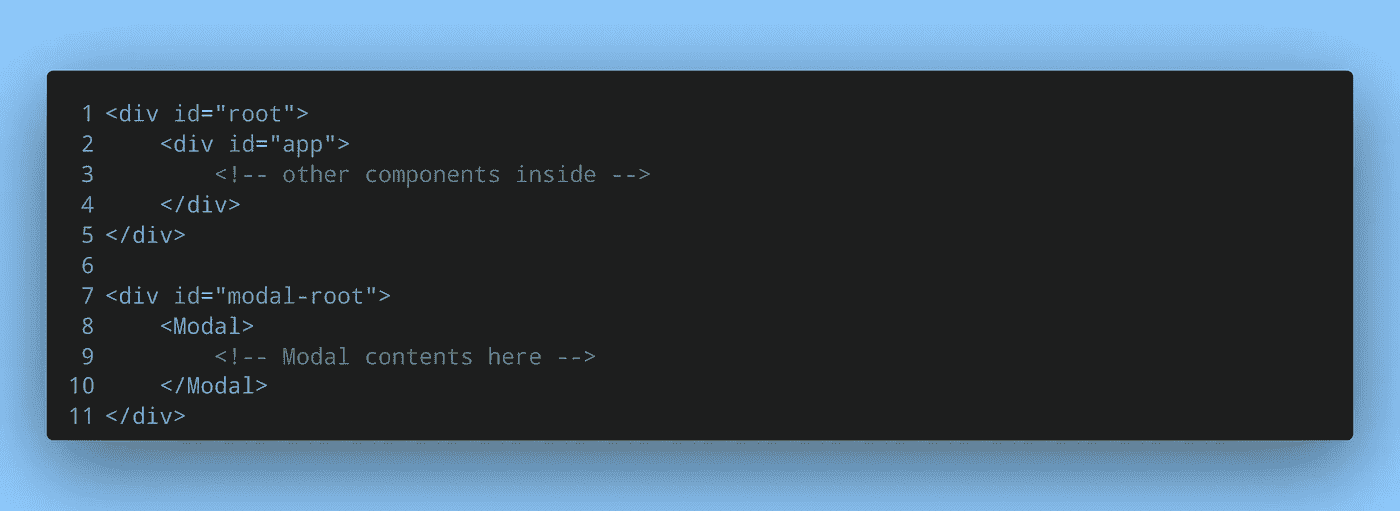 1 <div id="root">
2     <div id="app">
3         <!-- other components inside -->
4     </div>
5 </div>
6
7 <div id="modal-root">
8     <Modal>
9         <!-- Modal contents here -->
10     </Modal>
11 </div>